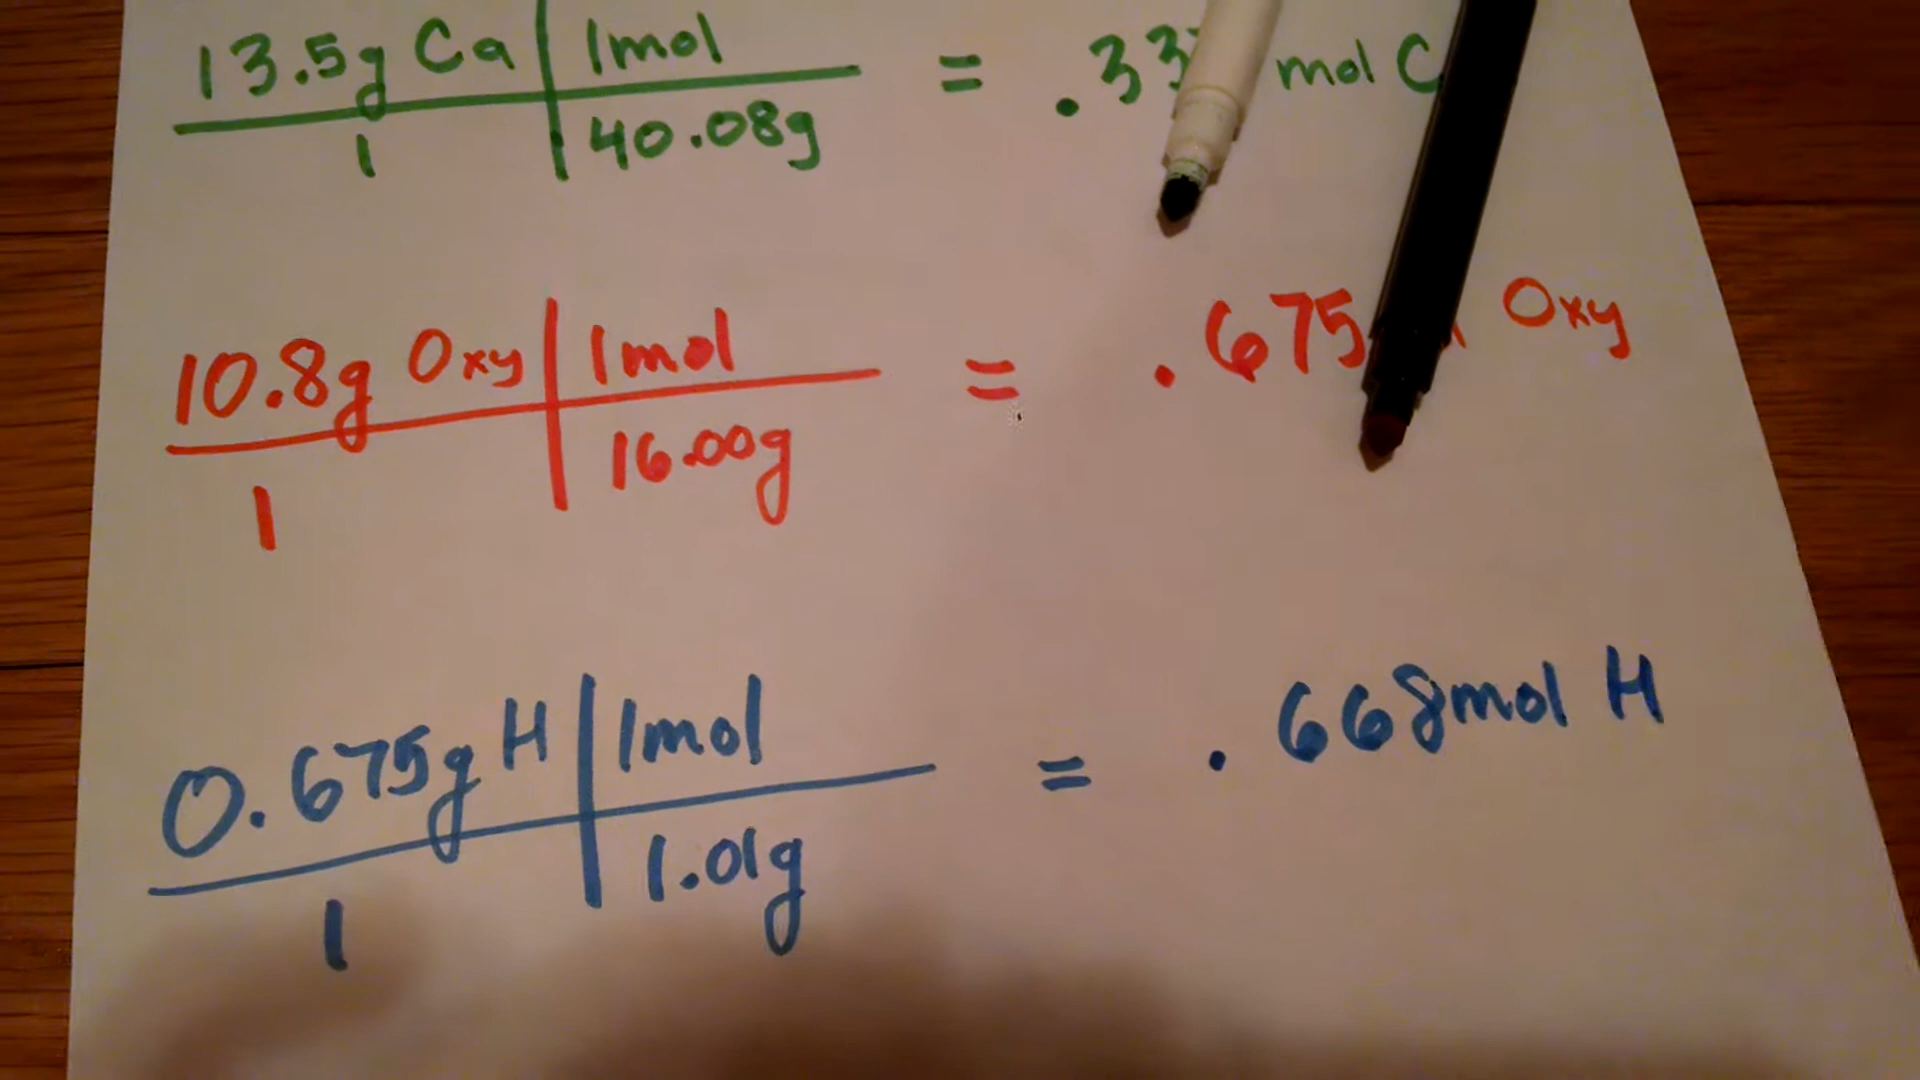 13.5g Ca | 1mol = .33 mol C
1 | 40.08g
10.8g Oxy | 1mol = .675 Oxy
1 | 16.00g
0.675g H | 1mol = .668mol H
1 | 1.01g